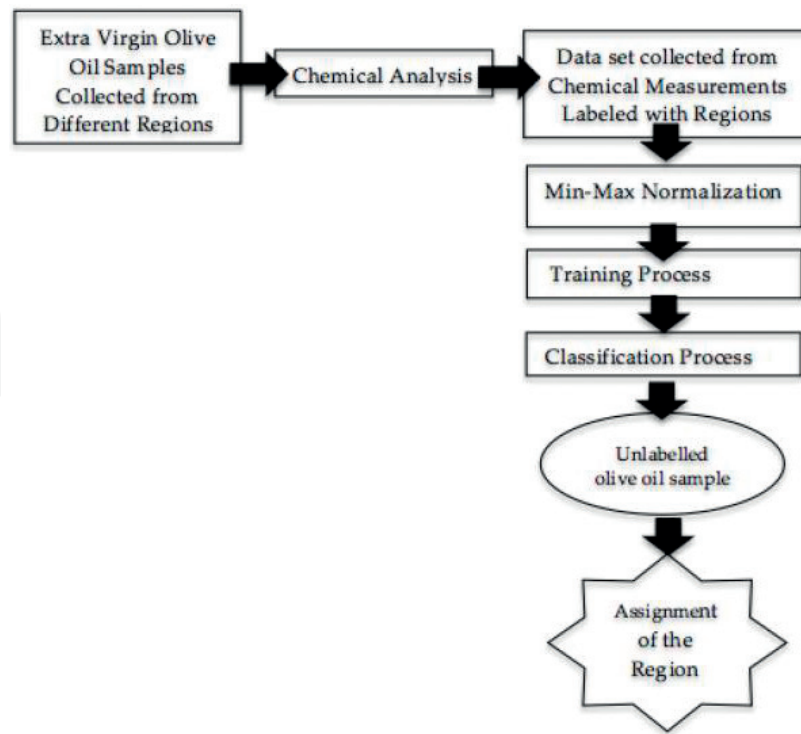 Extra Virgin Olive
Oil Samples
Collected from
Different Regions
Chemical Analysis
Data set collected from
Chemical Measurements
Labeled with Regions
Min-Max Normalization
Training Process
Classification Process
Unlabelled
olive oil sample
Assignment
of the
Region